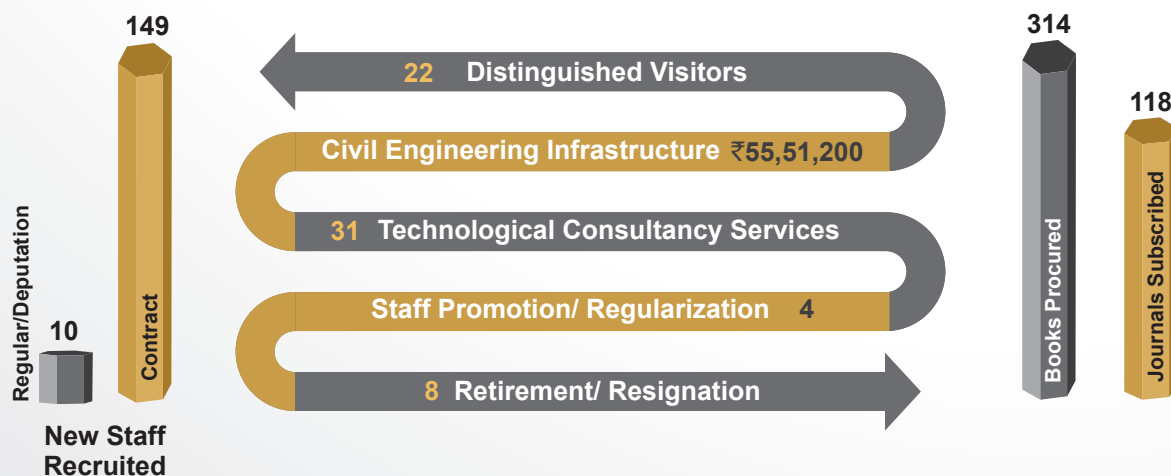 149
Contract
Regular/Deputation
10
New Staff
Recruited
22 Distinguished Visitors
Civil Engineering Infrastructure ₹55,51,200
31 Technological Consultancy Services
Staff Promotion/ Regularization 4
8 Retirement/ Resignation
314
Books Procured
118
Journals Subscribed